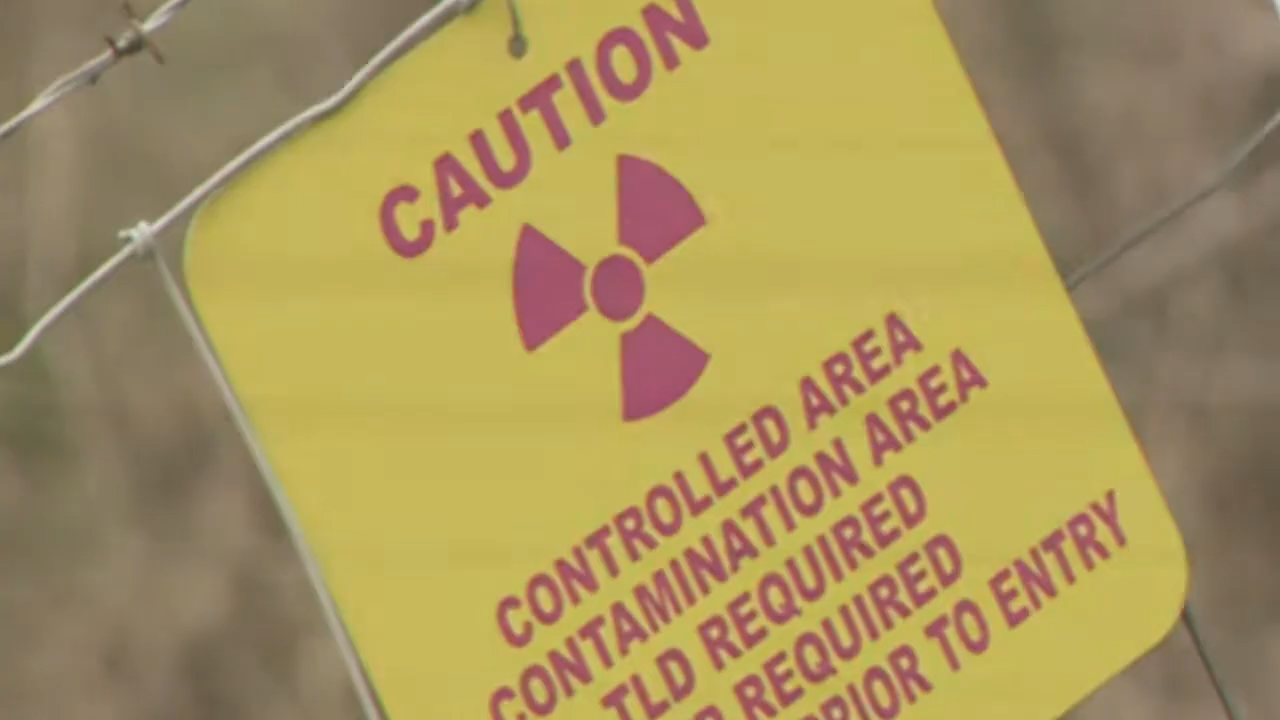 CAUTION
CONTROLLED AREA
CONTAMINATION AREA
TLD REQUIRED
REQUIRED
PRIOR TO ENTRY